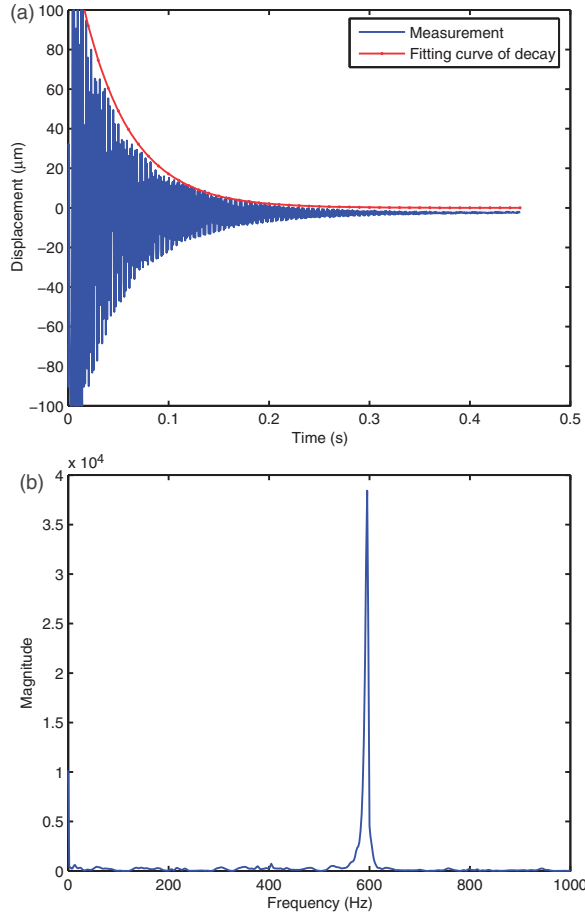 (a)
100
80
60
40
20
0
−20
−40
−60
−80
−100
Displacement (μm)
Measurement
Fitting curve of decay
0 0.1 0.2 0.3 0.4 0.5
Time (s)
(b)
x 10^4
4
3.5
3
2.5
2
1.5
1
0.5
0
Magnitude
0 200 400 600 800 1000
Frequency (Hz)